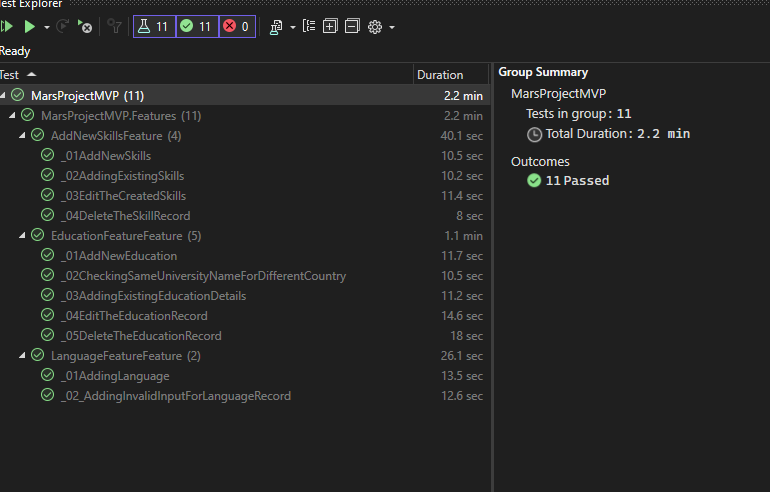 Test Explorer
11 11 0
Ready
Test Duration
MarsProjectMVP (11) 2.2 min
MarsProjectMVP.Features (11) 2.2 min
AddNewSkillsFeature (4) 40.1 sec
_01AddNewSkills 10.5 sec
_02AddingExistingSkills 10.2 sec
_03EditTheCreatedSkills 11.4 sec
_04DeleteTheSkillRecord 8 sec
EducationFeatureFeature (5) 1.1 min
_01AddNewEducation 11.7 sec
_02CheckingSameUniversityNameForDifferentCountry 10.5 sec
_03AddingExistingEducationDetails 11.2 sec
_04EditTheEducationRecord 14.6 sec
_05DeleteTheEducationRecord 18 sec
LanguageFeatureFeature (2) 26.1 sec
_01AddingLanguage 13.5 sec
_02_AddingInvalidInputForLanguageRecord 12.6 sec
Group Summary
MarsProjectMVP
Tests in group: 11
Total Duration: 2.2 min
Outcomes
11 Passed